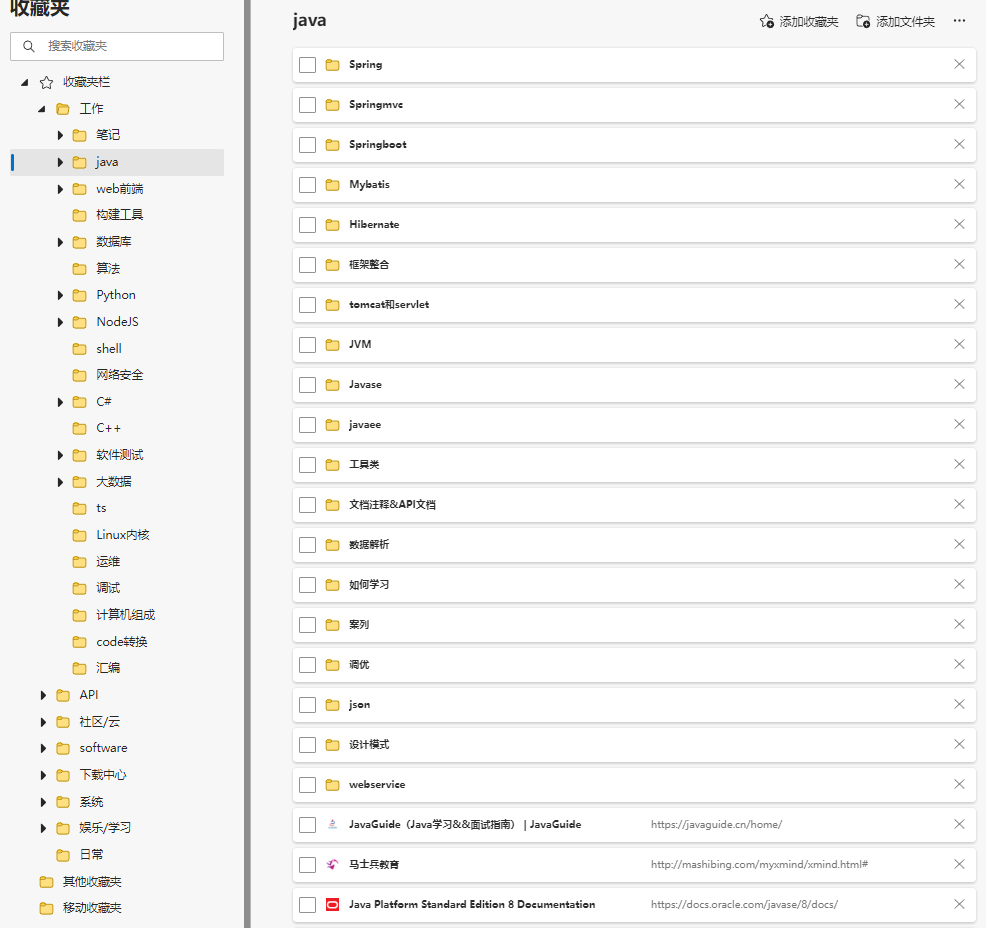 收藏夹
搜索收藏夹
收藏夹栏
工作
笔记
java
web前端
构建工具
数据库
算法
Python
NodeJS
shell
网络安全
C#
C++
软件测试
大数据
ts
Linux内核
运维
调试
计算机组成
code转换
汇编
API
社区/云
software
下载中心
系统
娱乐/学习
日常
其他收藏夹
移动收藏夹
java
添加收藏夹
添加文件夹
Spring
Springmvc
Springboot
Mybatis
Hibernate
框架整合
tomcat和servlet
JVM
Javase
javaee
工具类
文档注释&API文档
数据解析
如何学习
案列
调优
json
设计模式
webservice
JavaGuide（Java学习&&面试指南） | JavaGuide https://javaguide.cn/home/
马士兵教育 http://mashibing.com/myxmind/xmind.html#
Java Platform Standard Edition 8 Documentation https://docs.oracle.com/javase/8/docs/